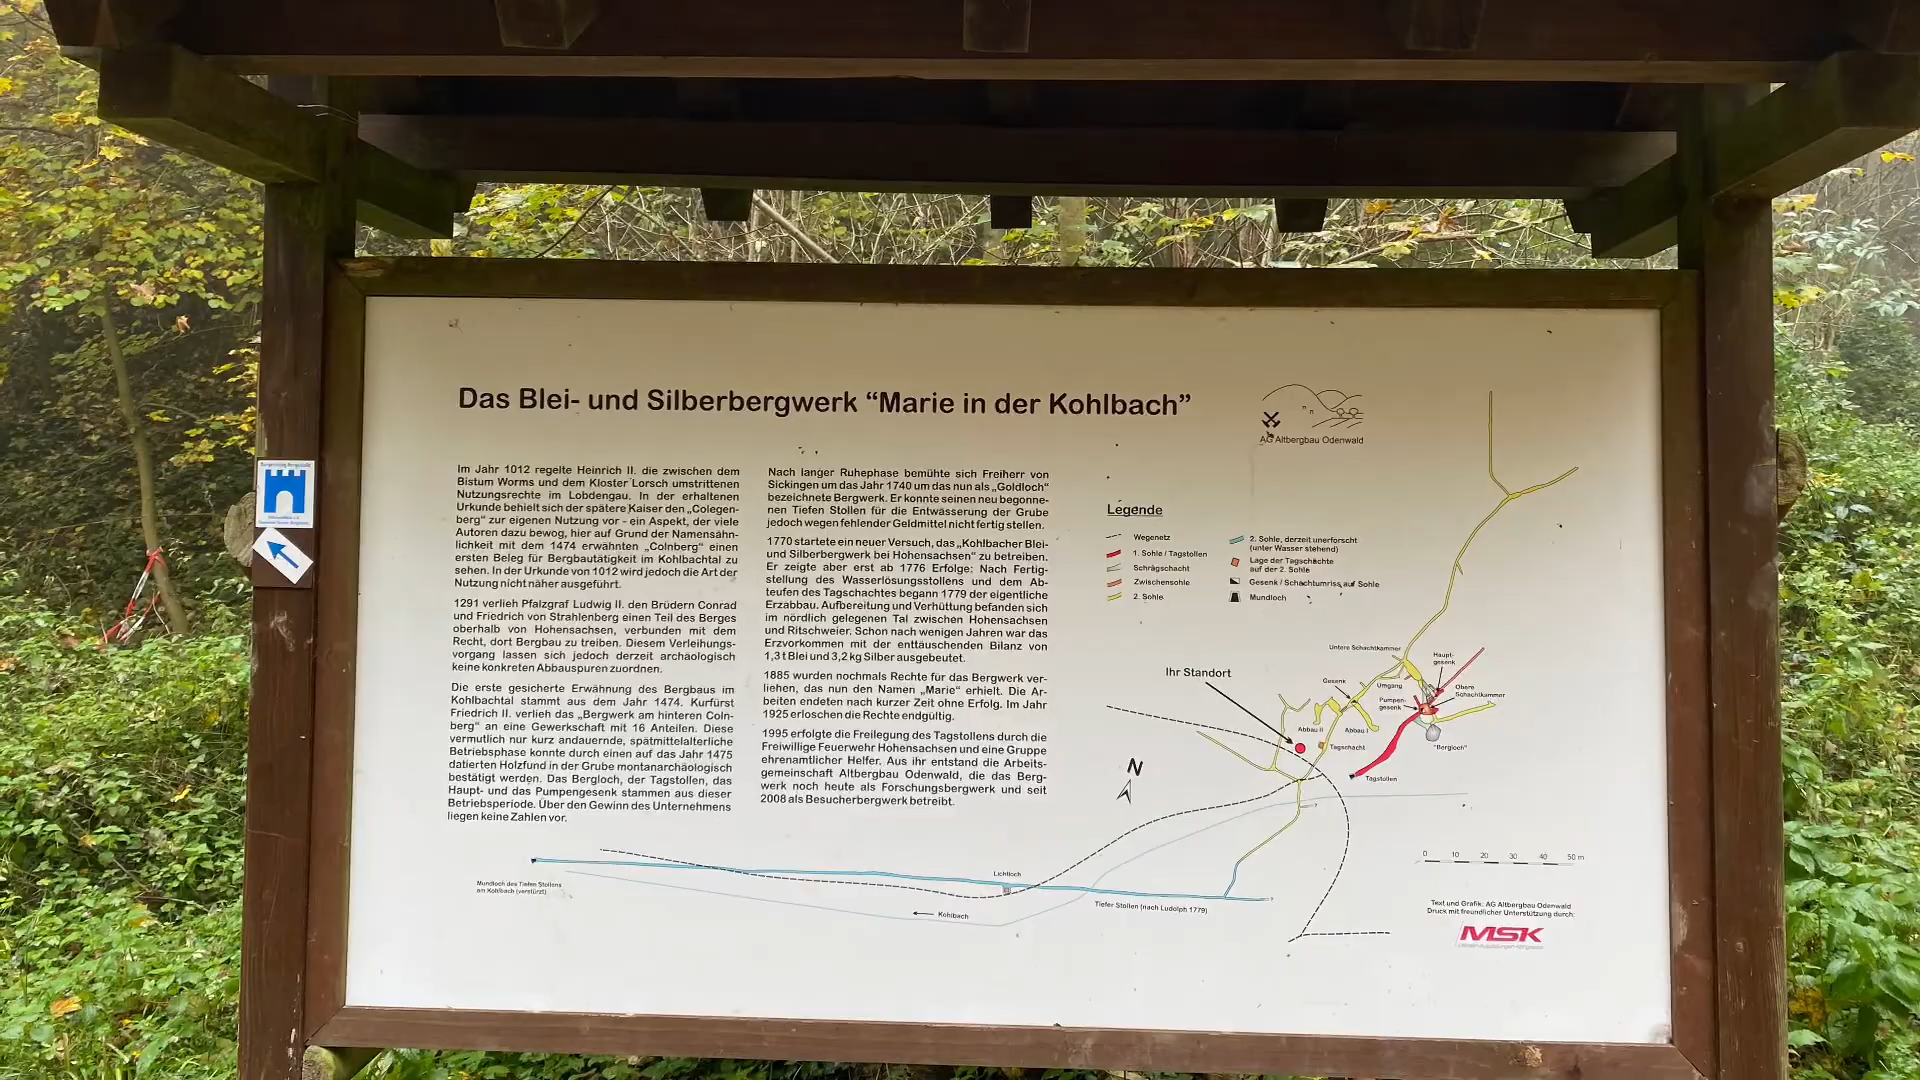 Das Blei- und Silberbergwerk “Marie in der Kohlbach”
AG Altbergbau Odenwald
Im Jahr 1012 regelte Heinrich II. die zwischen dem
Bistum Worms und dem Kloster Lorsch umstrittenen
Nutzungsrechte im Lobdengau. In der erhaltenen
Urkunde behielt sich der spätere Kaiser den „Colegen-
berg“ zur eigenen Nutzung vor - ein Aspekt, der viele
Autoren dazu bewog, hier auf Grund der Namensähn-
lichkeit mit dem 1474 erwähnten „Colnberg“ einen
ersten Beleg für Bergbautätigkeit im Kohlbachtal zu
sehen. In der Urkunde von 1012 wird jedoch die Art der
Nutzung nicht näher ausgeführt.
1291 verlieh Pfalzgraf Ludwig II. den Brüdern Conrad
und Friedrich von Strahlenberg einen Teil des Berges
oberhalb von Hohensachsen, verbunden mit dem
Recht, dort Bergbau zu treiben. Diesem Verleihungs-
vorgang lassen sich jedoch derzeit archäologisch
keine konkreten Abbauspuren zuordnen.
Die erste gesicherte Erwähnung des Bergbaus im
Kohlbachtal stammt aus dem Jahr 1474. Kurfürst
Friedrich II. verlieh das „Bergwerk am hinteren Coln-
berg“ an eine Gewerkschaft mit 16 Anteilen. Diese
vermutlich nur kurz andauernde, spätmittelalterliche
Betriebsphase konnte durch einen auf das Jahr 1475
datierten Holzfund in der Grube montanarchäologisch
bestätigt werden. Das Bergloch, der Tagstollen, das
Haupt- und das Pumpengesenk stammen aus dieser
Betriebsperiode. Über den Gewinn des Unternehmens
liegen keine Zahlen vor.
Nach langer Ruhephase bemühte sich Freiherr von
Sickingen um das Jahr 1740 um das nun als „Goldloch“
bezeichnete Bergwerk. Er konnte seinen neu begonne-
nen Tiefen Stollen für die Entwässerung der Grube
jedoch wegen fehlender Geldmittel nicht fertig stellen.
1770 startete ein neuer Versuch, das „Kohlbacher Blei-
und Silberbergwerk bei Hohensachsen“ zu betreiben.
Er zeigte aber erst ab 1776 Erfolge: Nach Fertig-
stellung des Wasserlösungsstollens und dem Ab-
teufen des Tagschachtes begann 1779 der eigentliche
Erzabbau. Aufbereitung und Verhüttung befanden sich
im nördlich gelegenen Tal zwischen Hohensachsen
und Ritschweier. Schon nach wenigen Jahren war das
Erzvorkommen mit der enttäuschenden Bilanz von
1,3 t Blei und 3,2 kg Silber ausgebeutet.
1885 wurden nochmals Rechte für das Bergwerk ver-
liehen, das nun den Namen „Marie“ erhielt. Die Ar-
beiten endeten nach kurzer Zeit ohne Erfolg. Im Jahr
1925 erloschen die Rechte endgültig.
1995 erfolgte die Freilegung des Tagstollens durch die
Freiwillige Feuerwehr Hohensachsen und eine Gruppe
ehrenamtlicher Helfer. Aus ihr entstand die Arbeits-
gemeinschaft Altbergbau Odenwald, die das Berg-
werk noch heute als Forschungsbergwerk und seit
2008 als Besucherbergwerk betreibt.
Légende
Wegenetz
1. Sohle / Tagstollen
Schrägschacht
Zwischensohle
2. Sohle
2. Sohle, derzeit unerforscht
(unter Wasser stehend)
Lage der Tagschächte
auf der 2. Sohle
Gesenk / Schachtumriss auf Sohle
Mundloch
Untere Schachtkammer
Haupt-
gesenk
Ihr Standort
Gesenk
Umgang
Obere
Schachtkammer
Pumpen-
gesenk
Abbau II
Abbau I
Tagschacht
"Bergloch"
Tagstollen
N
0 10 20 30 40 50 m
Lichtloch
Mundloch des Tiefen Stollens
am Kohlbach (verstürzt)
Kohlbach
Tiefer Stollen (nach Ludolph 1779)
?
?
Text und Grafik: AG Altbergbau Odenwald
Druck mit freundlicher Unterstützung durch:
MSK